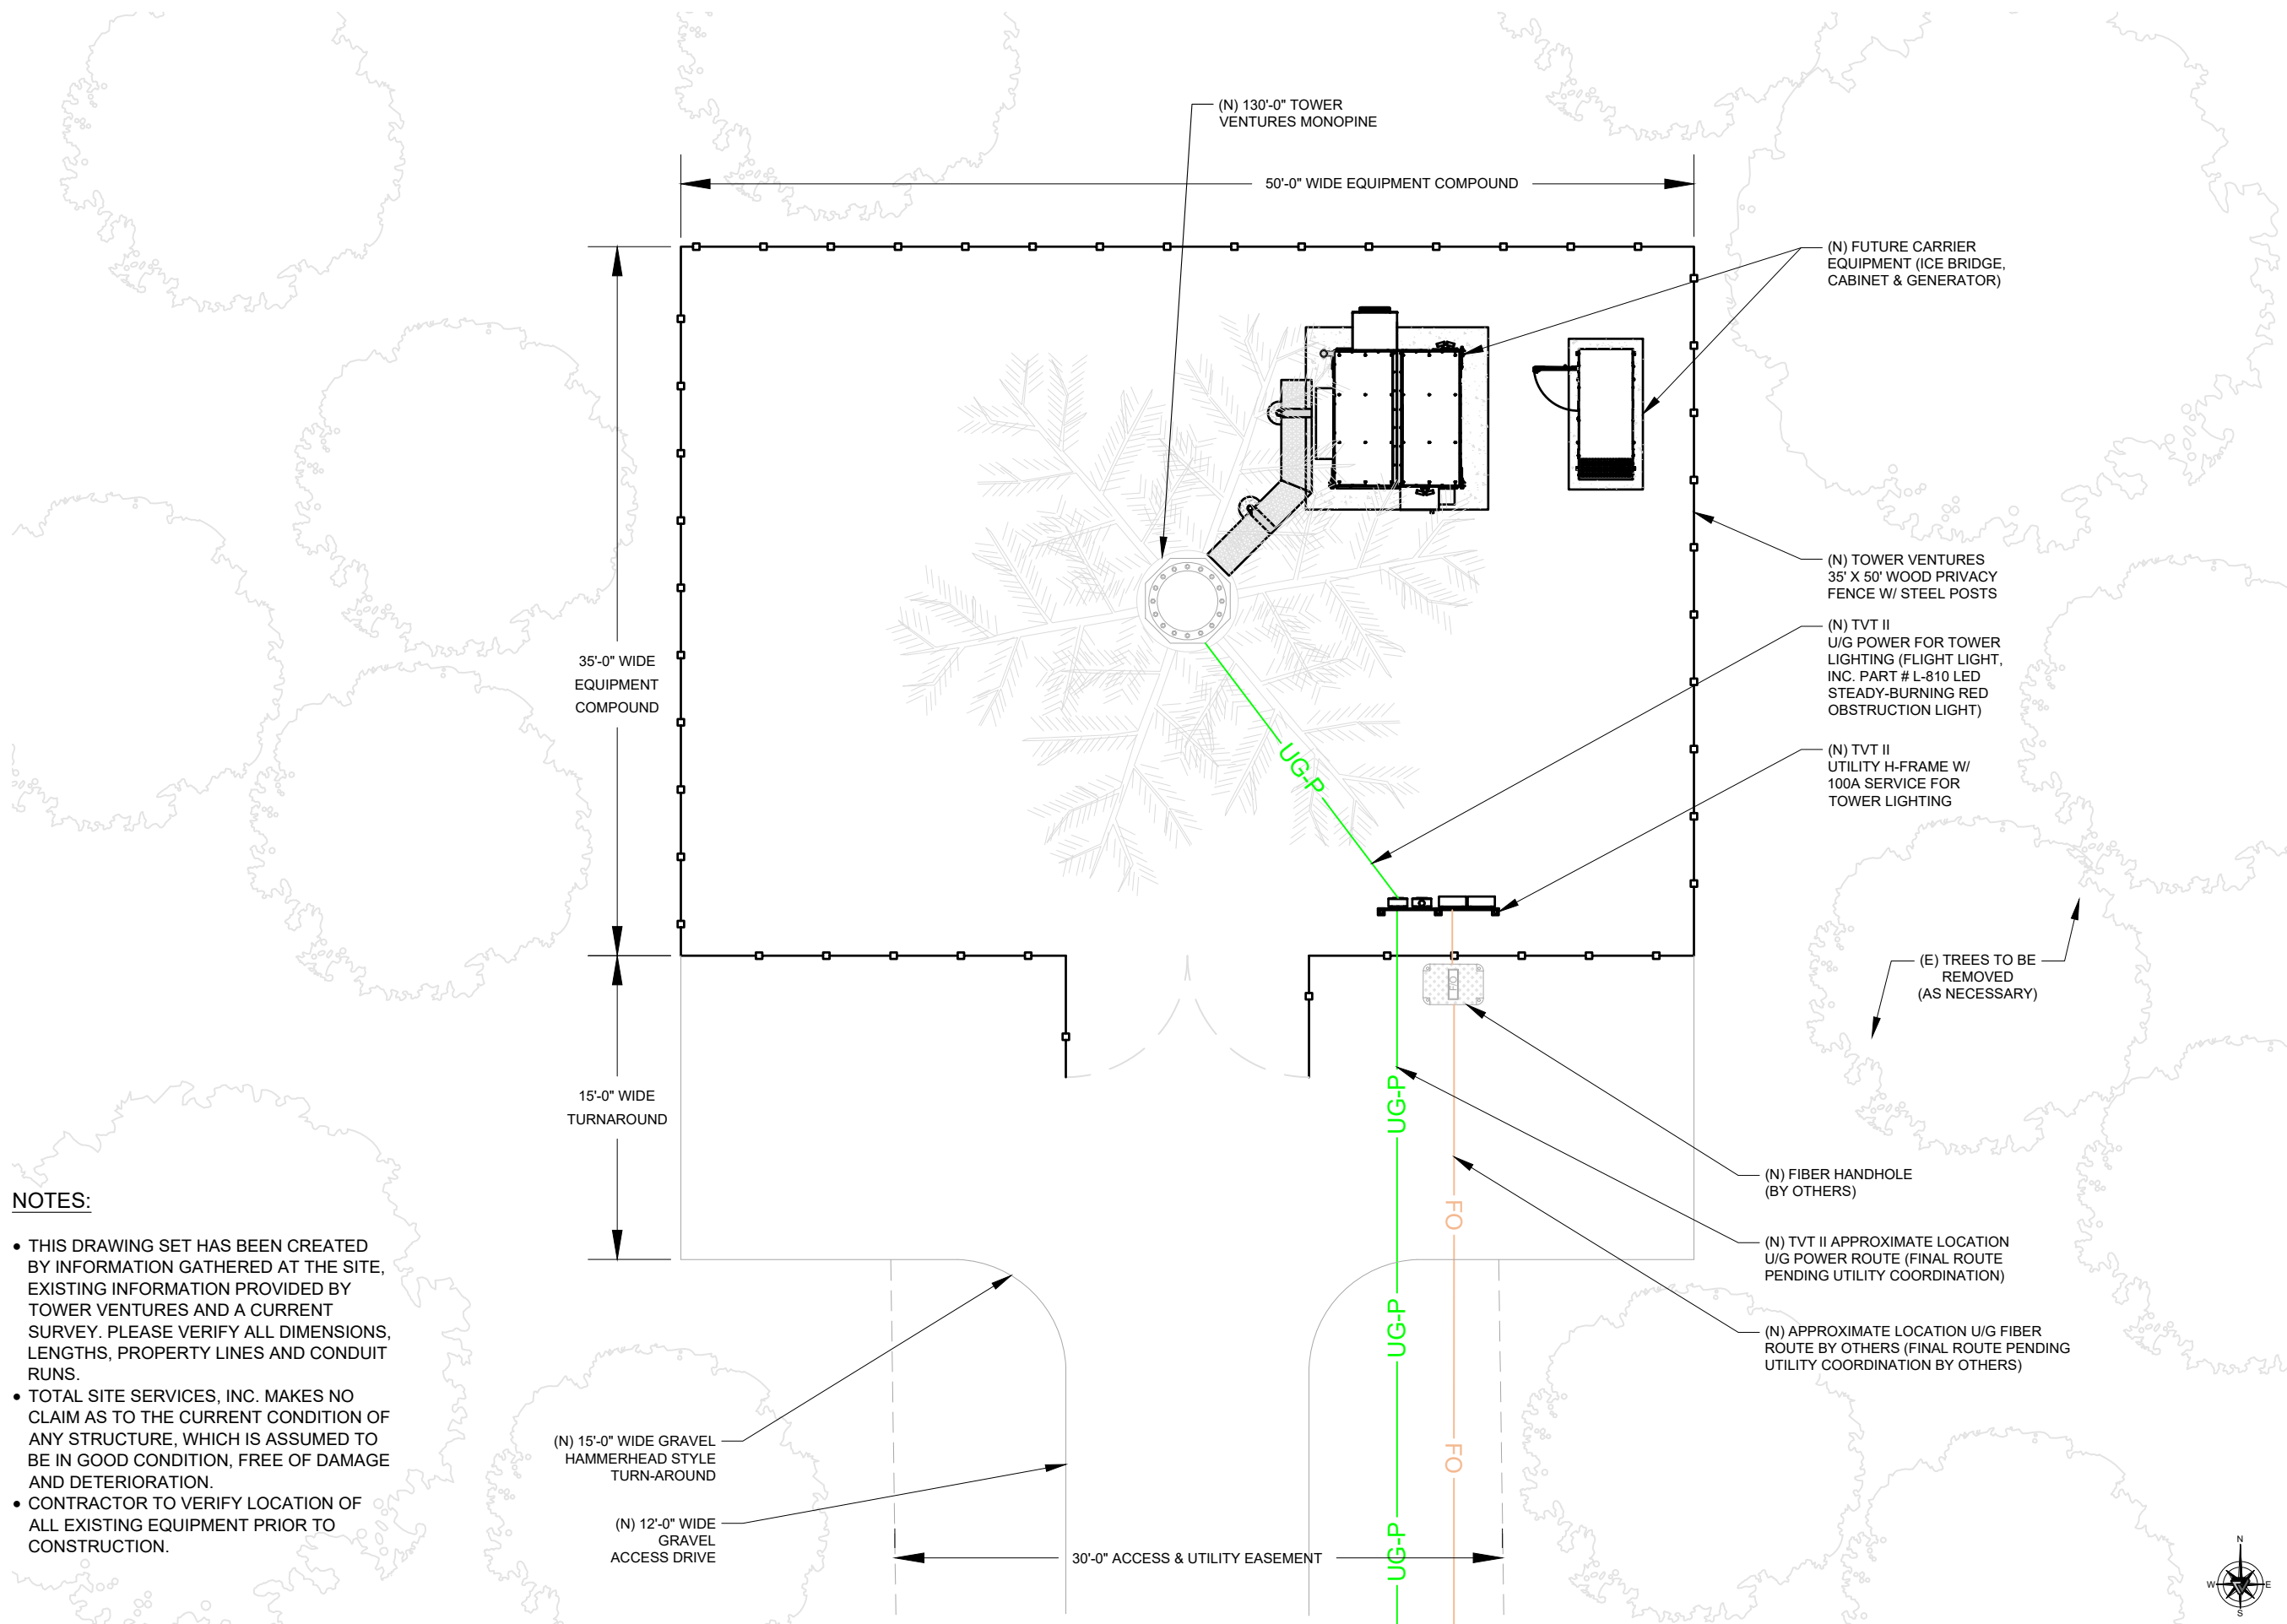 (N) 130'-0" TOWER
VENTURES MONOPINE
50'-0" WIDE EQUIPMENT COMPOUND
(N) FUTURE CARRIER
EQUIPMENT (ICE BRIDGE,
CABINET & GENERATOR)
(N) TOWER VENTURES
35' X 50' WOOD PRIVACY
FENCE W/ STEEL POSTS
(N) TVT II
U/G POWER FOR TOWER
LIGHTING (FLIGHT LIGHT,
INC. PART # L-810 LED
STEADY-BURNING RED
OBSTRUCTION LIGHT)
(N) TVT II
UTILITY H-FRAME W/
100A SERVICE FOR
TOWER LIGHTING
35'-0" WIDE
EQUIPMENT
COMPOUND
UG-P
(E) TREES TO BE
REMOVED
(AS NECESSARY)
F/O
15'-0" WIDE
TURNAROUND
UG-P
FO
(N) FIBER HANDHOLE
(BY OTHERS)
(N) TVT II APPROXIMATE LOCATION
U/G POWER ROUTE (FINAL ROUTE
PENDING UTILITY COORDINATION)
UG-P
(N) APPROXIMATE LOCATION U/G FIBER
ROUTE BY OTHERS (FINAL ROUTE PENDING
UTILITY COORDINATION BY OTHERS)
NOTES:
• THIS DRAWING SET HAS BEEN CREATED
BY INFORMATION GATHERED AT THE SITE,
EXISTING INFORMATION PROVIDED BY
TOWER VENTURES AND A CURRENT
SURVEY. PLEASE VERIFY ALL DIMENSIONS,
LENGTHS, PROPERTY LINES AND CONDUIT
RUNS.
• TOTAL SITE SERVICES, INC. MAKES NO
CLAIM AS TO THE CURRENT CONDITION OF
ANY STRUCTURE, WHICH IS ASSUMED TO
BE IN GOOD CONDITION, FREE OF DAMAGE
AND DETERIORATION.
• CONTRACTOR TO VERIFY LOCATION OF
ALL EXISTING EQUIPMENT PRIOR TO
CONSTRUCTION.
(N) 15'-0" WIDE GRAVEL
HAMMERHEAD STYLE
TURN-AROUND
FO
(N) 12'-0" WIDE
GRAVEL
ACCESS DRIVE
30'-0" ACCESS & UTILITY EASEMENT
UG-P
N
W
E
S